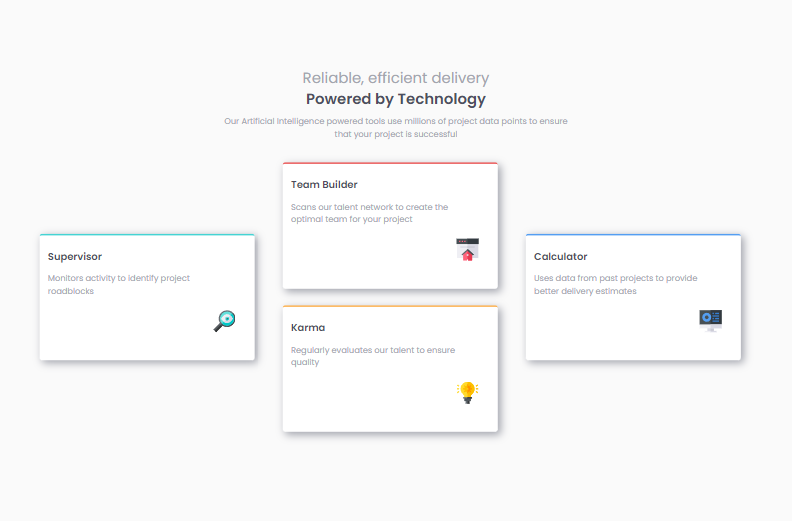 Reliable, efficient delivery
Powered by Technology
Our Artificial Intelligence powered tools use millions of project data points to ensure
that your project is successful
Supervisor
Monitors activity to identify project
roadblocks
Team Builder
Scans our talent network to create the
optimal team for your project
Karma
Regularly evaluates our talent to ensure
quality
Calculator
Uses data from past projects to provide
better delivery estimates